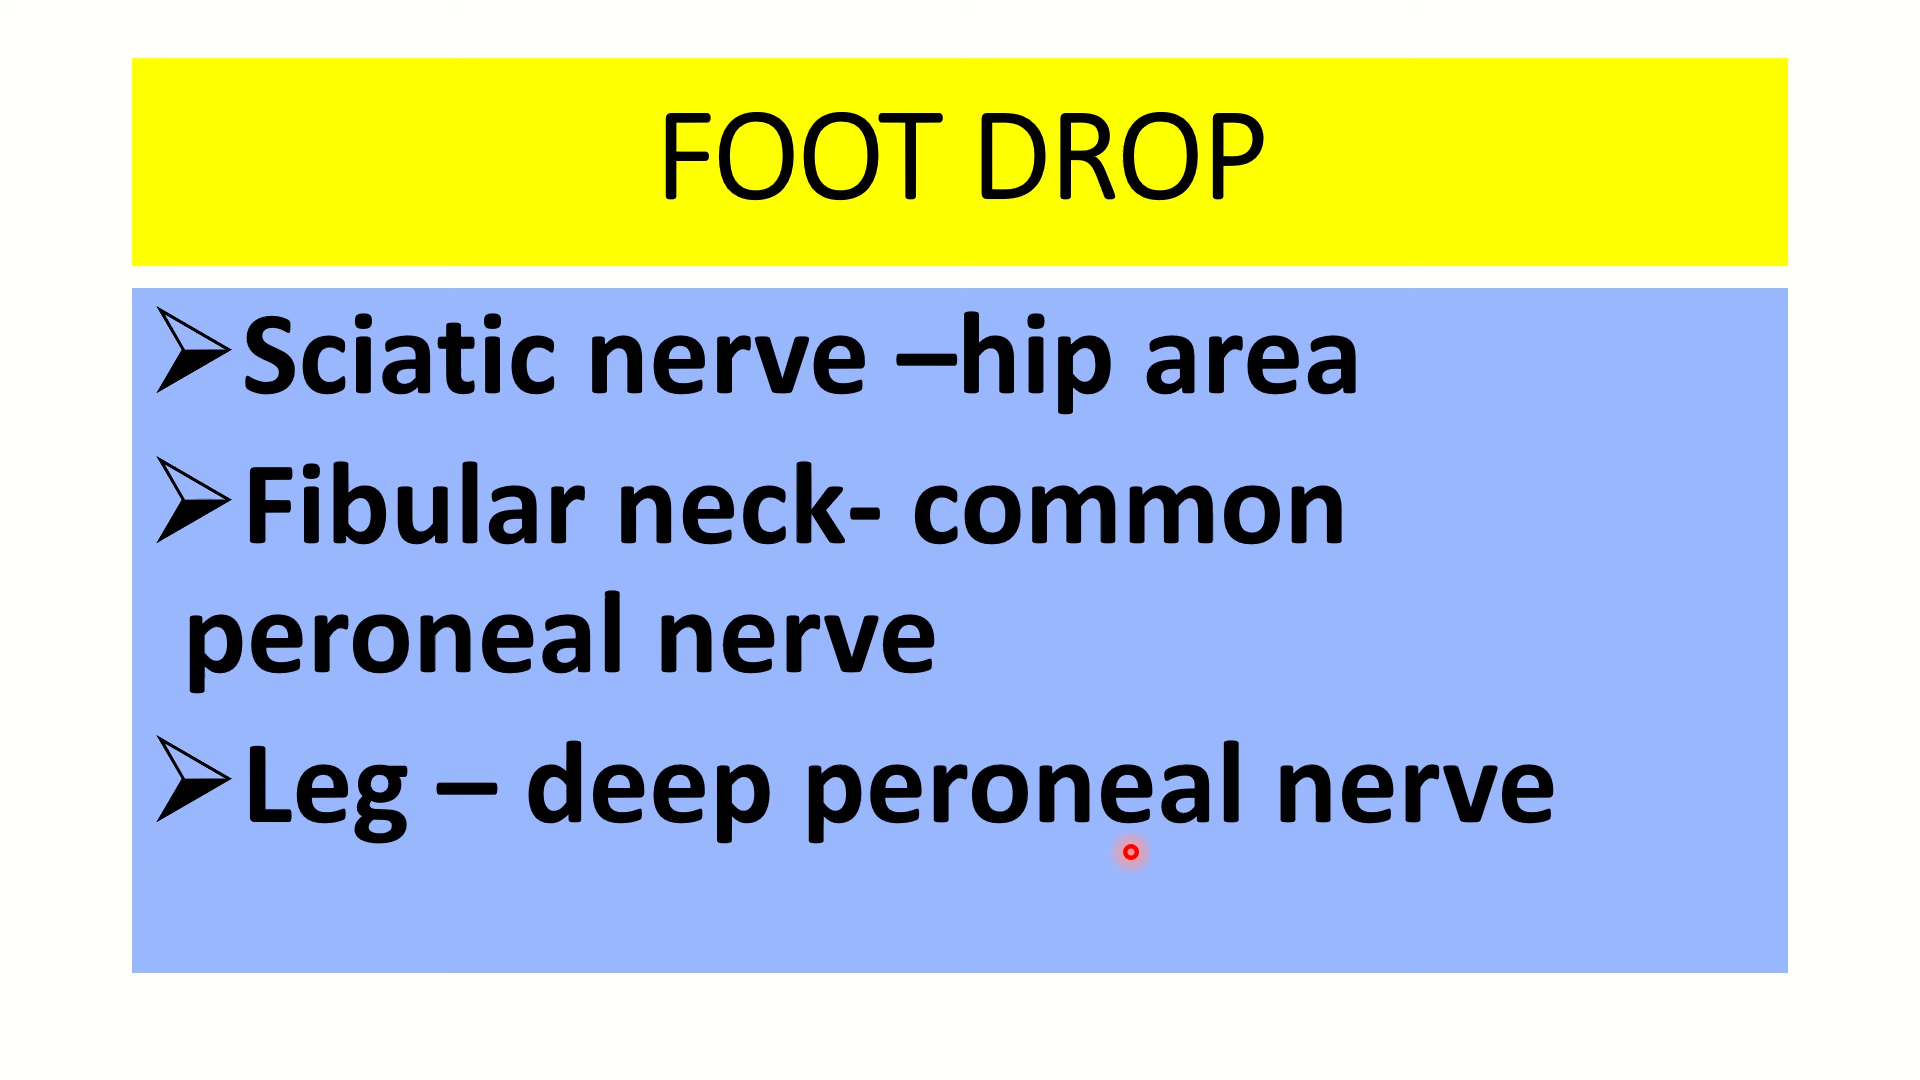 FOOT DROP
Sciatic nerve –hip area
Fibular neck- common
peroneal nerve
Leg – deep peroneal nerve